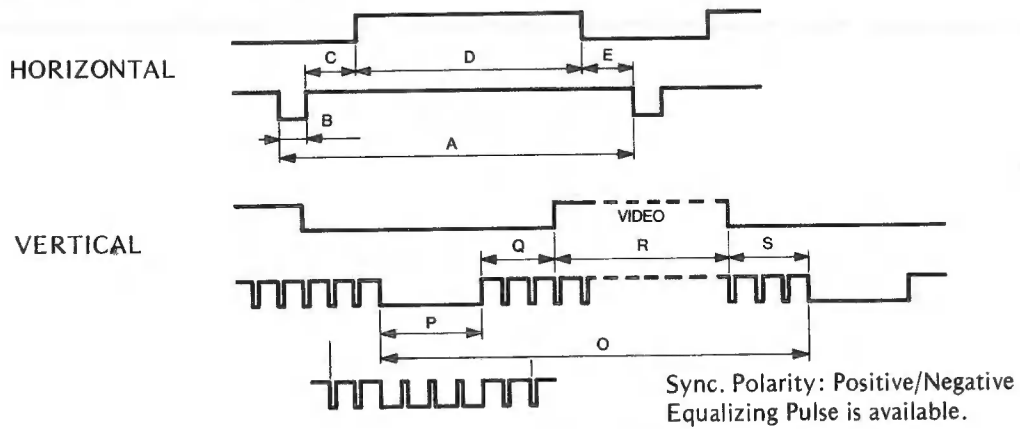 HORIZONTAL
C
D
E
B
A
VERTICAL
VIDEO
Q
R
S
P
O
Sync. Polarity: Positive/Negative
Equalizing Pulse is available.